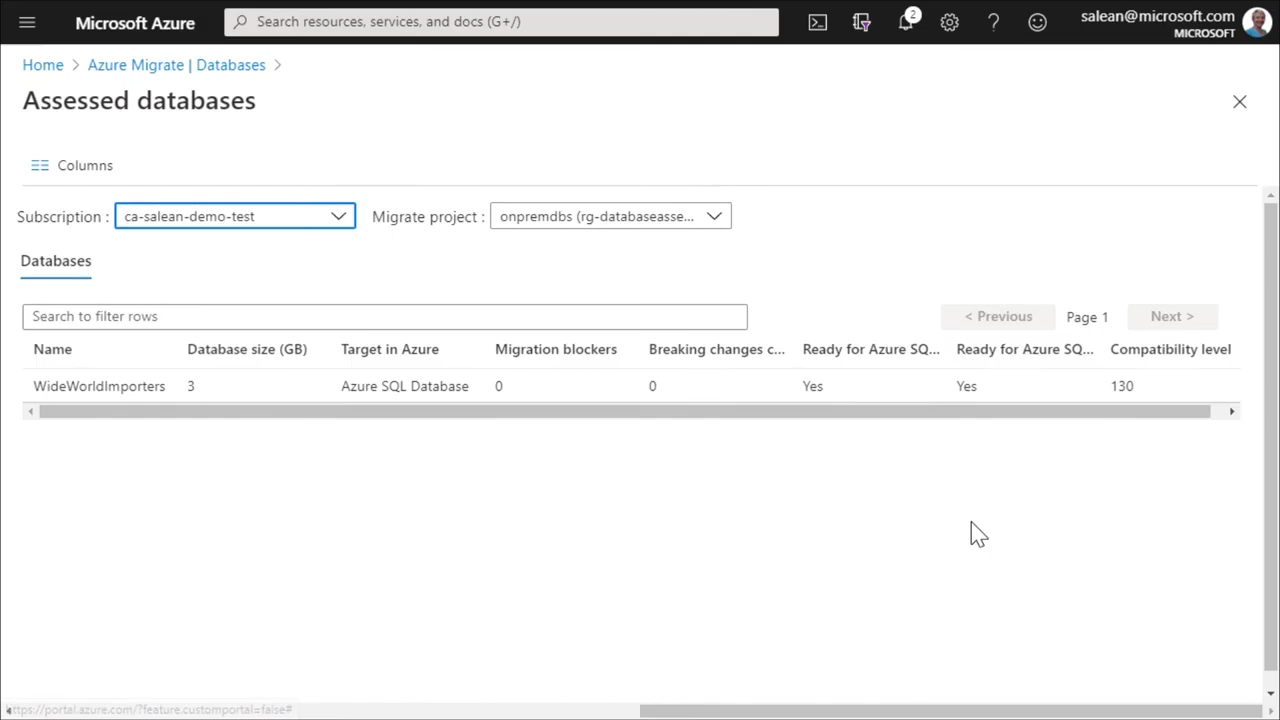 Microsoft Azure
Search resources, services, and docs (G+/)
2
salean@microsoft.com
MICROSOFT
Home > Azure Migrate | Databases >
Assessed databases
Columns
Subscription : ca-salean-demo-test
Migrate project : onpremdbs (rg-databaseasse...
Databases
Search to filter rows
< Previous Page 1 Next >
Name Database size (GB) Target in Azure Migration blockers Breaking changes c... Ready for Azure SQ... Ready for Azure SQ... Compatibility level
WideWorldImporters 3 Azure SQL Database 0 0 Yes Yes 130
ttps://portal.azure.com/?feature.customportal=false#